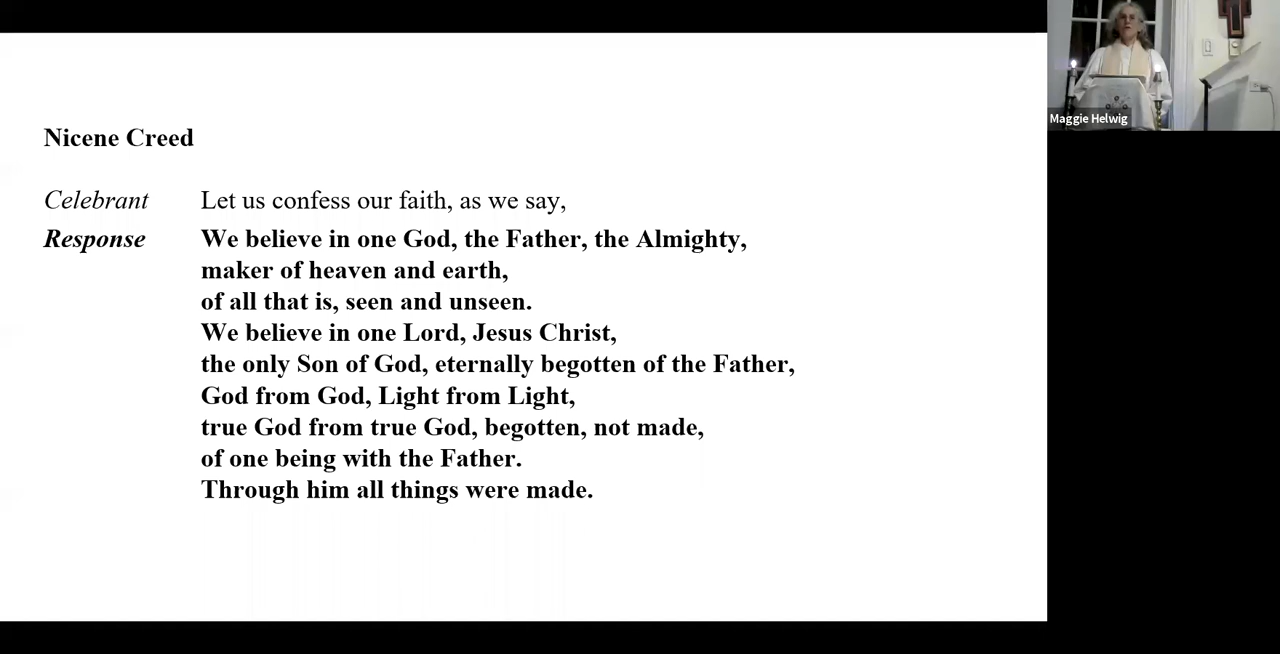 Nicene Creed
Celebrant Let us confess our faith, as we say,
Response We believe in one God, the Father, the Almighty,
maker of heaven and earth,
of all that is, seen and unseen.
We believe in one Lord, Jesus Christ,
the only Son of God, eternally begotten of the Father,
God from God, Light from Light,
true God from true God, begotten, not made,
of one being with the Father.
Through him all things were made.
Maggie Helwig